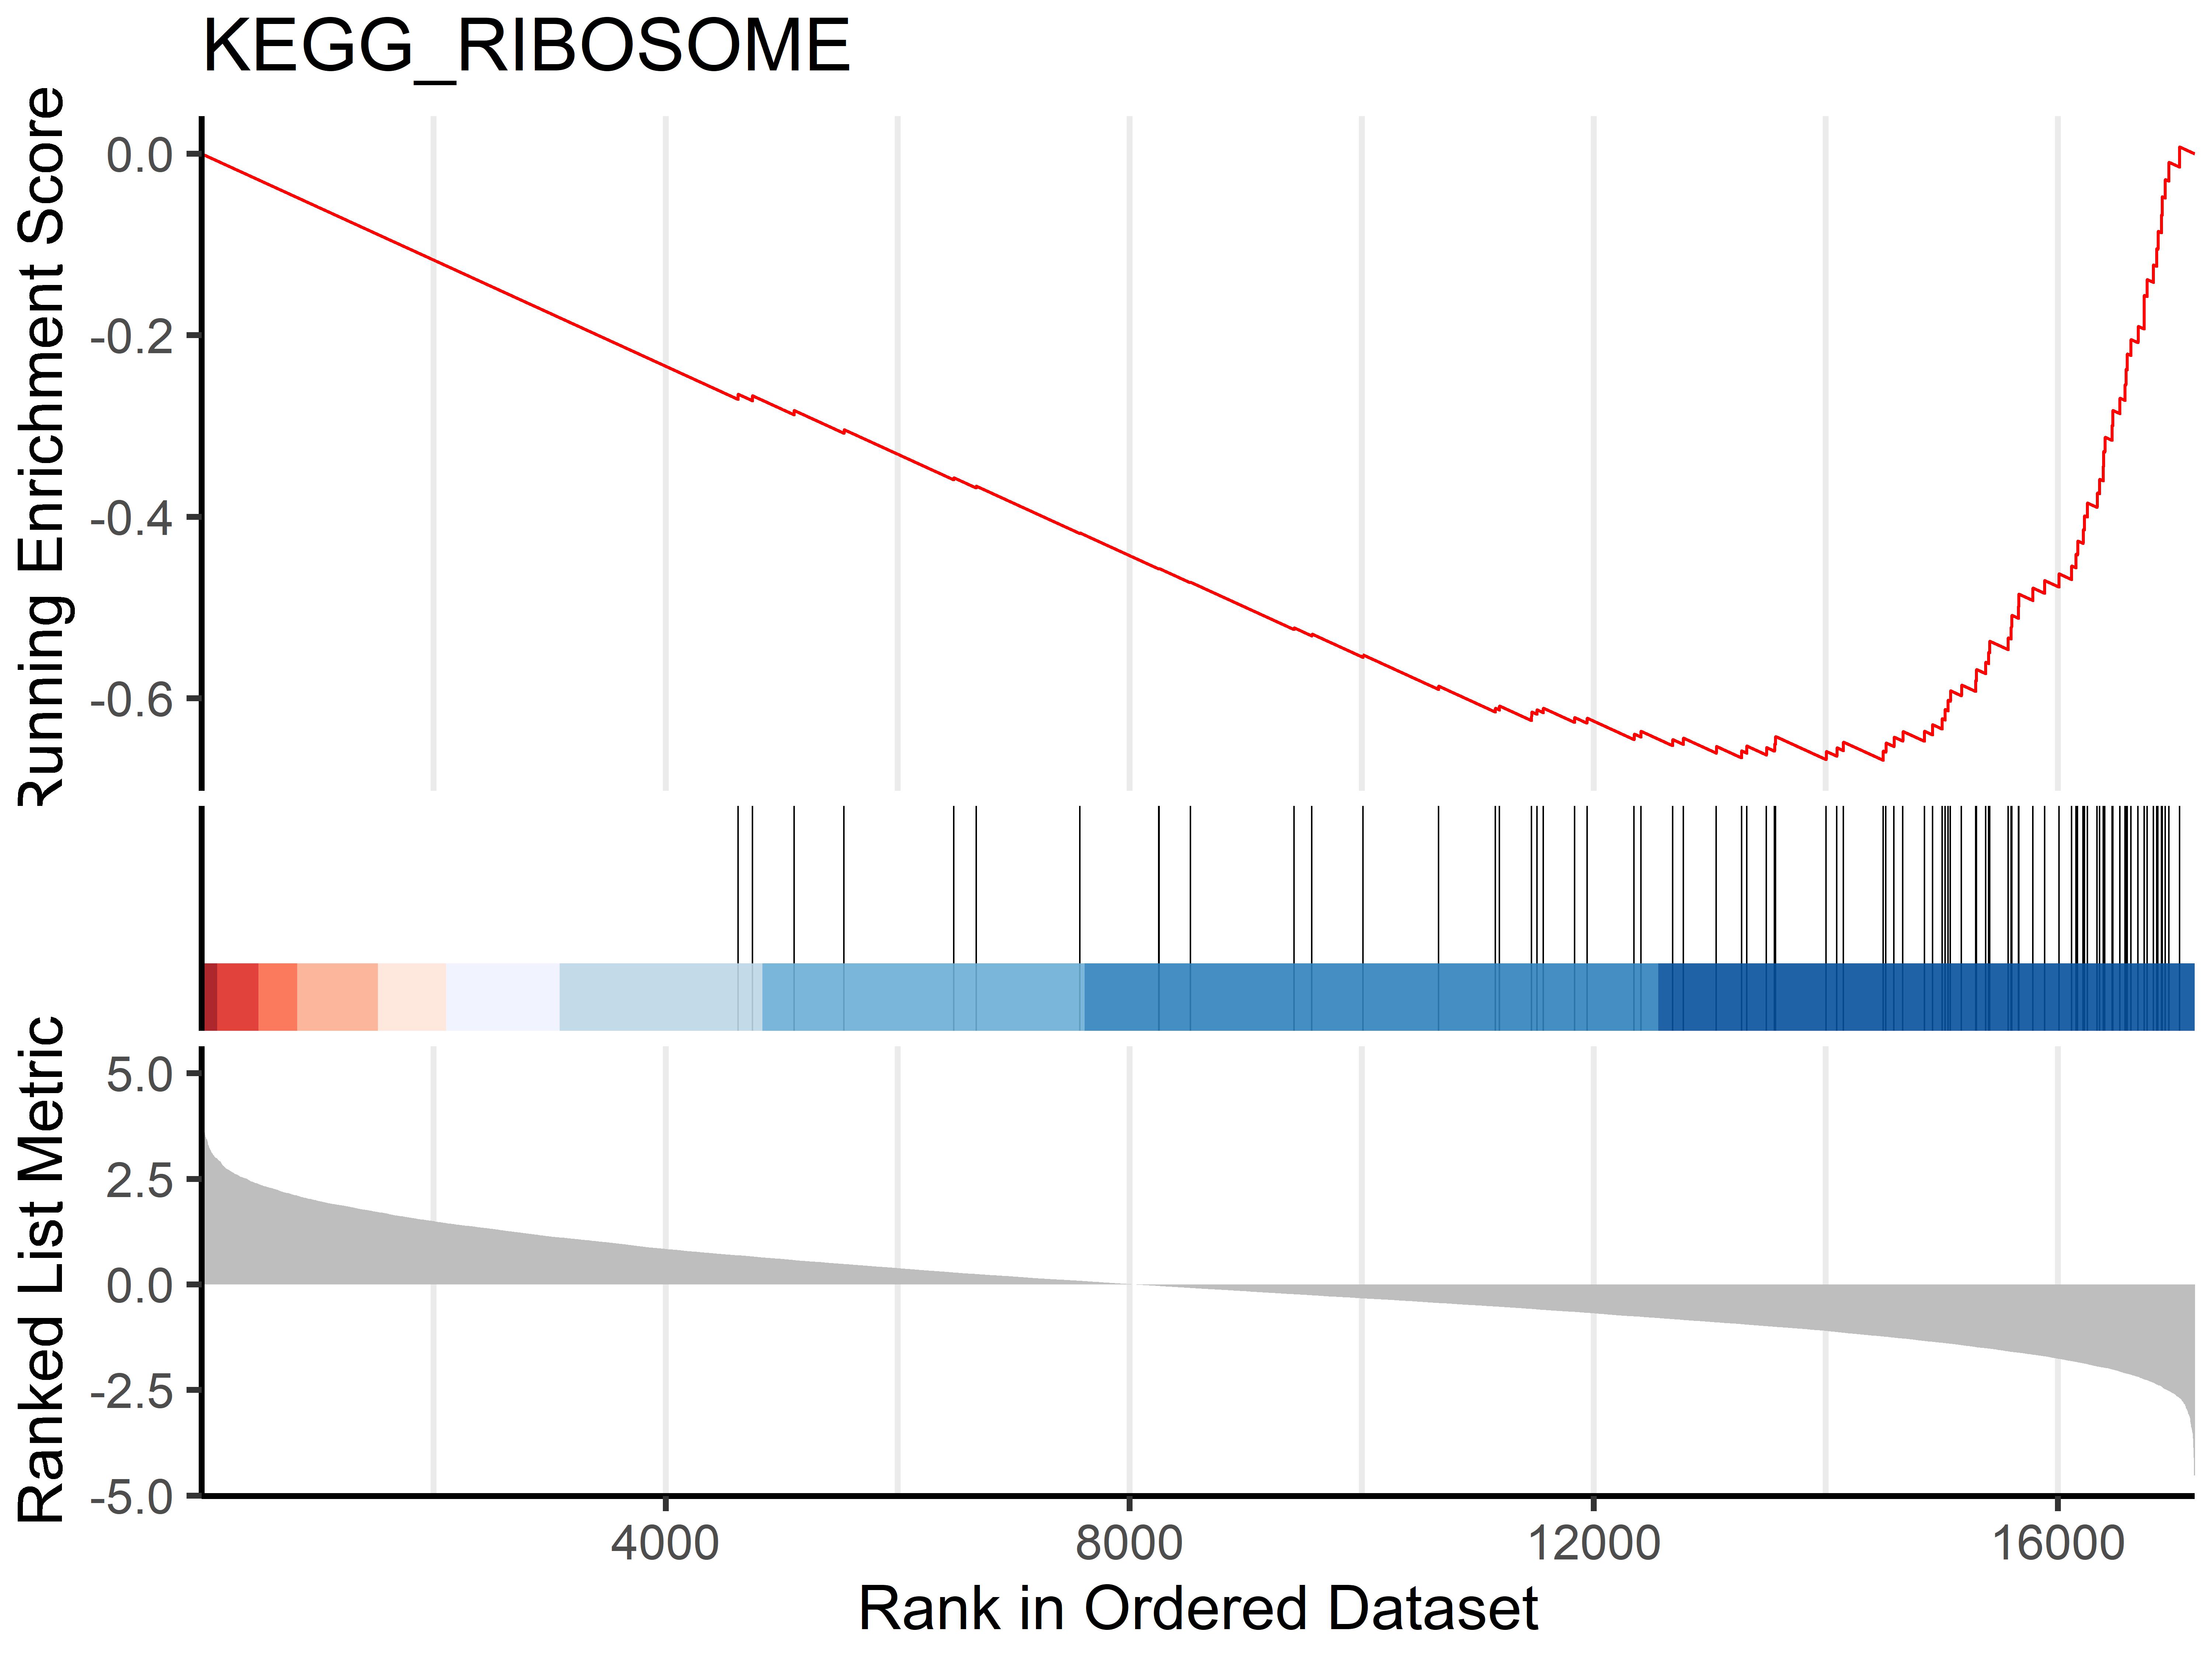 KEGG_RIBOSOME
Running Enrichment Score
0.0
-0.2
-0.4
-0.6
Ranked List Metric
5.0
2.5
0.0
-2.5
-5.0
4000 8000 12000 16000
Rank in Ordered Dataset